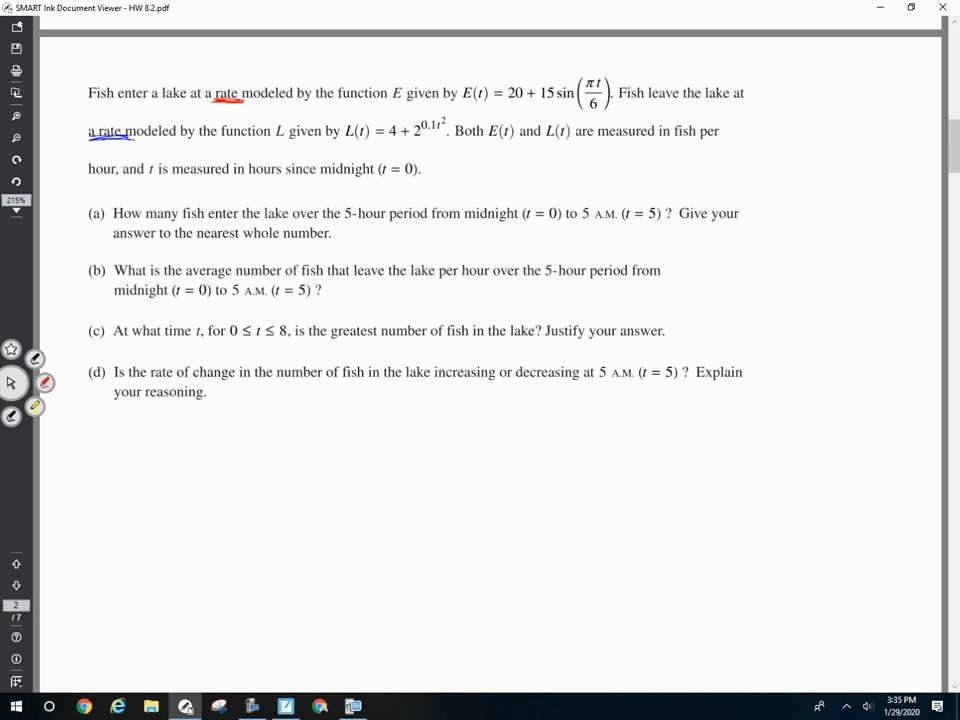 SMART Ink Document Viewer - HW 8.2.pdf
Fish enter a lake at a rate modeled by the function E given by E(t) = 20 + 15 sin(πt/6). Fish leave the lake at
a rate modeled by the function L given by L(t) = 4 + 2^{0.1t^2}. Both E(t) and L(t) are measured in fish per
hour, and t is measured in hours since midnight (t = 0).
(a) How many fish enter the lake over the 5-hour period from midnight (t = 0) to 5 A.M. (t = 5) ? Give your
answer to the nearest whole number.
(b) What is the average number of fish that leave the lake per hour over the 5-hour period from
midnight (t = 0) to 5 A.M. (t = 5) ?
(c) At what time t, for 0 ≤ t ≤ 8, is the greatest number of fish in the lake? Justify your answer.
(d) Is the rate of change in the number of fish in the lake increasing or decreasing at 5 A.M. (t = 5) ? Explain
your reasoning.
215%
2
/7
3:35 PM
1/29/2020